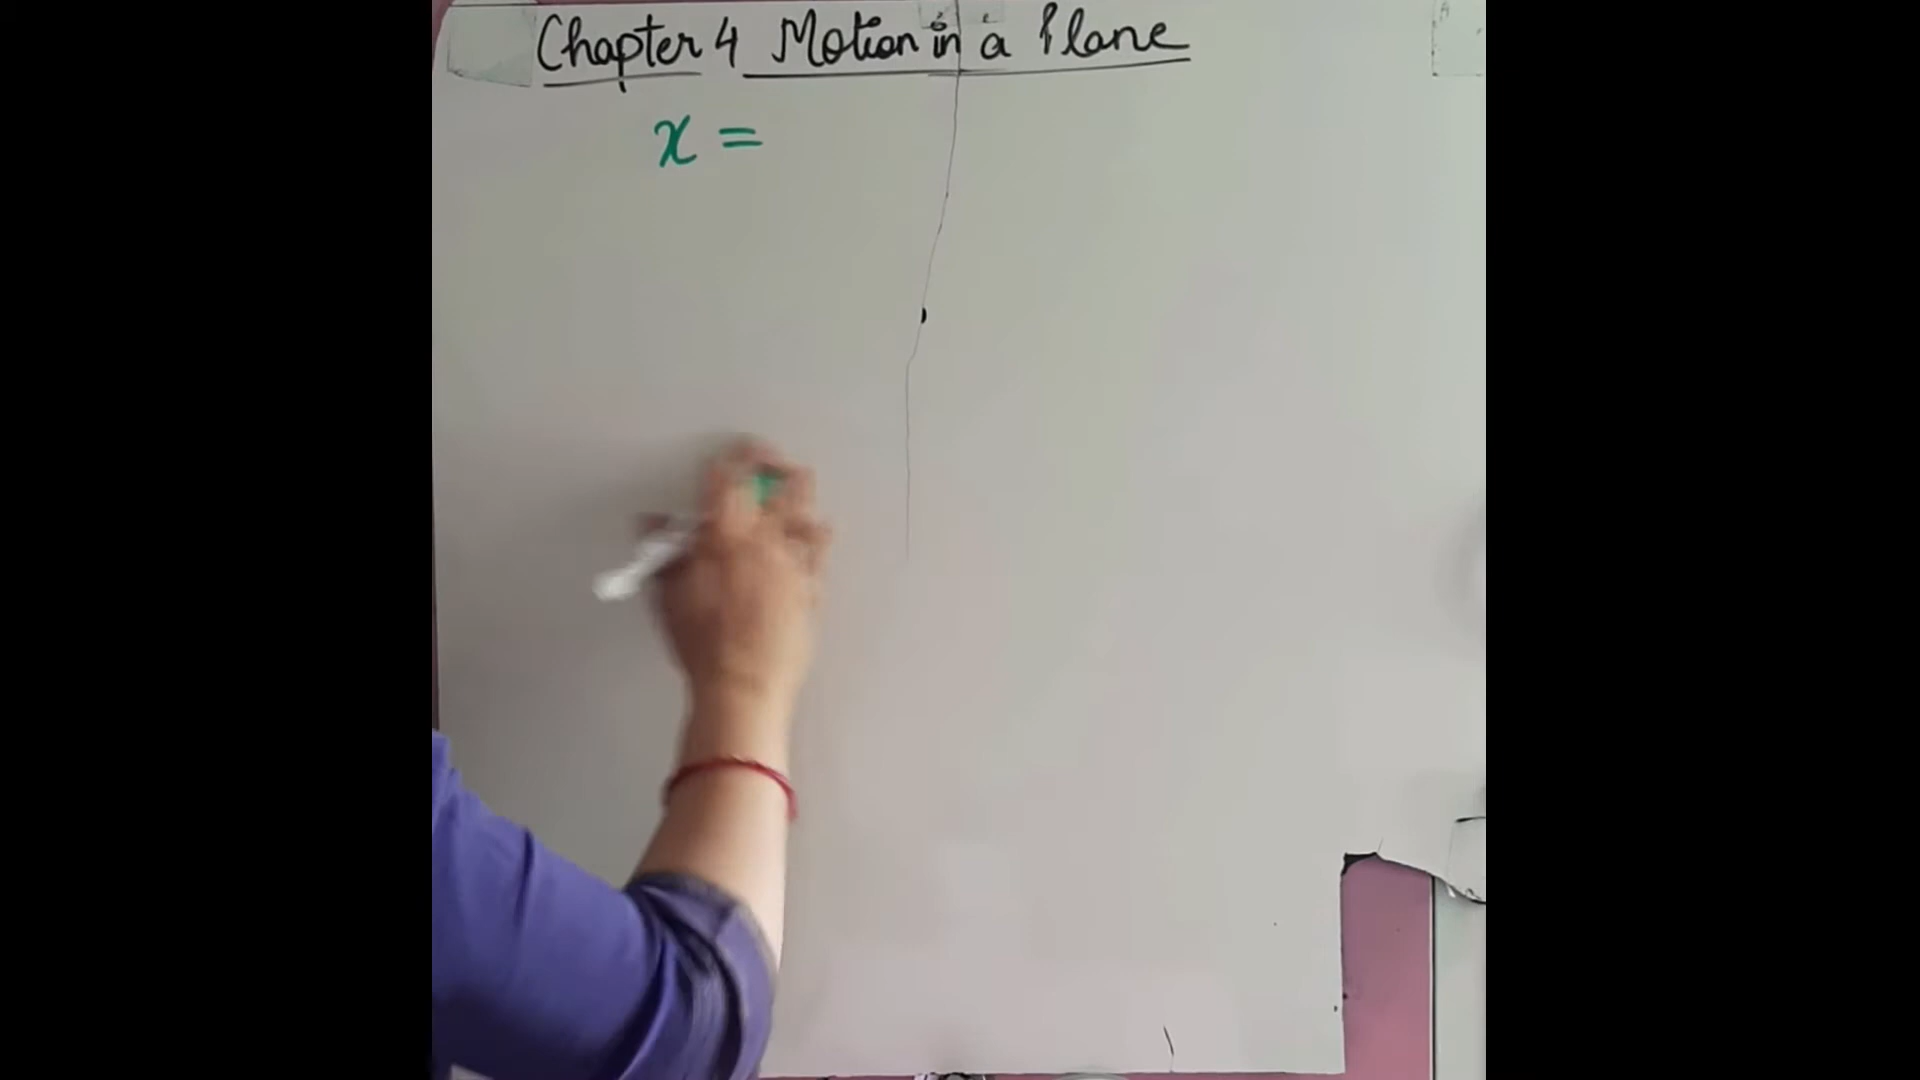 Chapter 4 Motion in a Plane
x =